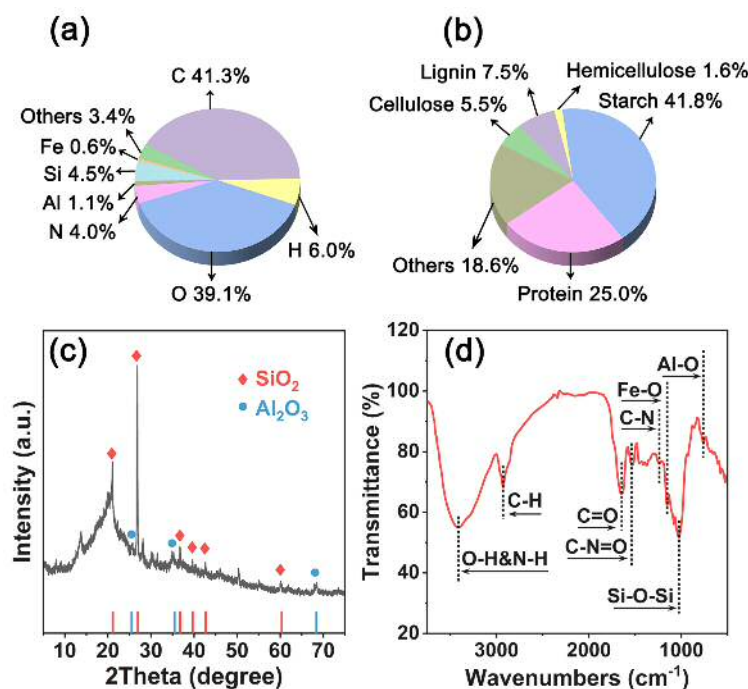 (a)
C 41.3%
Others 3.4%
Fe 0.6%
Si 4.5%
Al 1.1%
N 4.0%
O 39.1%
H 6.0%
(b)
Lignin 7.5%
Hemicellulose 1.6%
Cellulose 5.5%
Starch 41.8%
Others 18.6%
Protein 25.0%
(c)
SiO₂
Al₂O₃
Intensity (a.u.)
10 20 30 40 50 60 70
2Theta (degree)
(d)
Al-O
Fe-O
C-N
C-H
C=O
O-H&N-H
C-N=O
Si-O-Si
Transmittance (%)
120
100
80
60
40
20
3000 2000 1000
Wavenumbers (cm⁻¹)